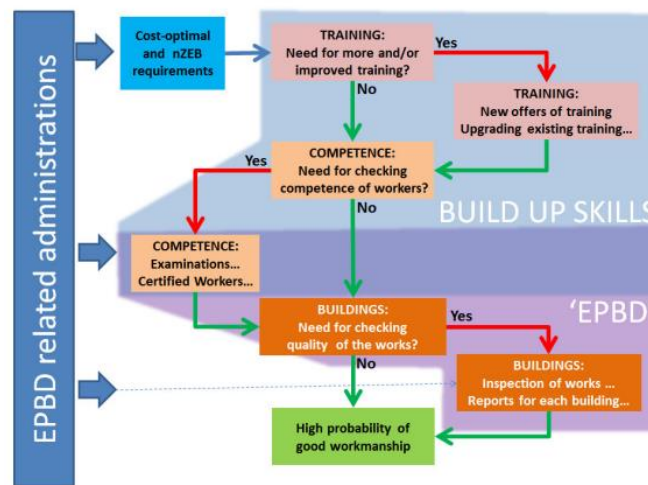 EPBD related administrations
Cost-optimal
and nZEB
requirements
TRAINING:
Need for more and/or
improved training?
Yes
No
TRAINING:
New offers of training
Upgrading existing training...
COMPETENCE:
Need for checking
competence of workers?
Yes
No
BUILD UP SKILLS
COMPETENCE:
Examinations...
Certified Workers...
'EPBD
BUILDINGS:
Need for checking
quality of the works?
Yes
No
BUILDINGS:
Inspection of works ...
Reports for each building...
High probability of
good workmanship